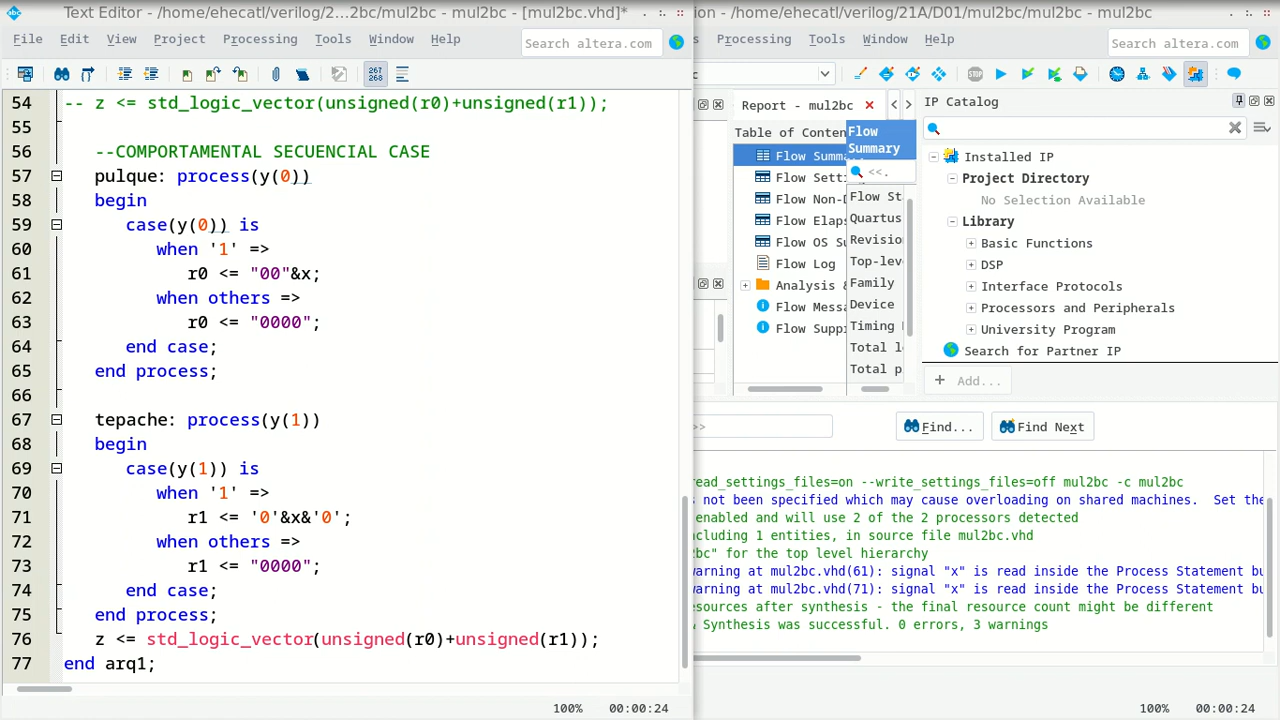 Text Editor - /home/ehecatl/verilog/2...2bc/mul2bc - mul2bc - [mul2bc.vhd]*
File Edit View Project Processing Tools Window Help
Search altera.com
54 -- z <= std_logic_vector(unsigned(r0)+unsigned(r1));
55
56 --COMPORTAMENTAL SECUENCIAL CASE
57 pulque: process(y(0))
58 begin
59 case(y(0)) is
60 when '1' =>
61 r0 <= "00"&x;
62 when others =>
63 r0 <= "0000";
64 end case;
65 end process;
66
67 tepache: process(y(1))
68 begin
69 case(y(1)) is
70 when '1' =>
71 r1 <= '0'&x&'0';
72 when others =>
73 r1 <= "0000";
74 end case;
75 end process;
76 z <= std_logic_vector(unsigned(r0)+unsigned(r1));
77 end arq1;
100% 00:00:24
ion - /home/ehecatl/verilog/21A/D01/mul2bc/mul2bc - mul2bc
Processing Tools Window Help
Search altera.com
c
Report - mul2bc
Table of Conten
Flow Summa
Flow Setti
Flow Non-D
Flow Elaps
Flow OS Su
Flow Log
Analysis &
Flow Messa
Flow Suppi
Flow Summary
<<.
Flow St
Quartus
Revisio
Top-lev
Family
Device
Timing
Total l
Total p
IP Catalog
Installed IP
Project Directory
No Selection Available
Library
Basic Functions
DSP
Interface Protocols
Processors and Peripherals
University Program
Search for Partner IP
+ Add...
>>
Find... Find Next
read_settings_files=on --write_settings_files=off mul2bc -c mul2bc
not been specified which may cause overloading on shared machines.  Set the
enabled and will use 2 of the 2 processors detected
cluding 1 entities, in source file mul2bc.vhd
2bc" for the top level hierarchy
warning at mul2bc.vhd(61): signal "x" is read inside the Process Statement bu
warning at mul2bc.vhd(71): signal "x" is read inside the Process Statement bu
esources after synthesis - the final resource count might be different
& Synthesis was successful. 0 errors, 3 warnings
100% 00:00:24